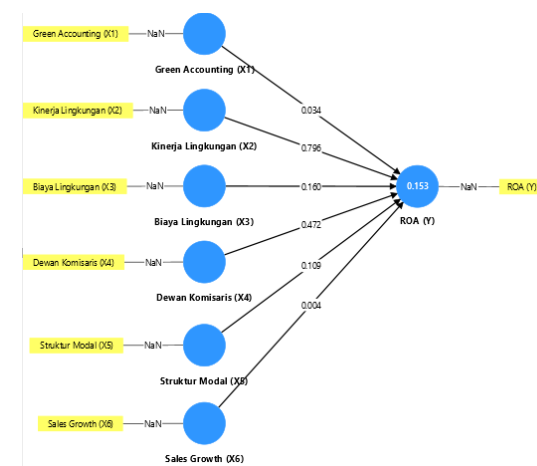 Green Accounting (X1)
NaN
Green Accounting (X1)
0.034
Kinerja Lingkungan (X2)
NaN
Kinerja Lingkungan (X2)
0.796
Biaya Lingkungan (X3)
NaN
Biaya Lingkungan (X3)
0.160
0.153
NaN
ROA (Y)
ROA (Y)
0.472
Dewan Komisaris (X4)
NaN
Dewan Komisaris (X4)
0.109
Struktur Modal (X5)
NaN
Struktur Modal (X5)
0.004
Sales Growth (X6)
NaN
Sales Growth (X6)